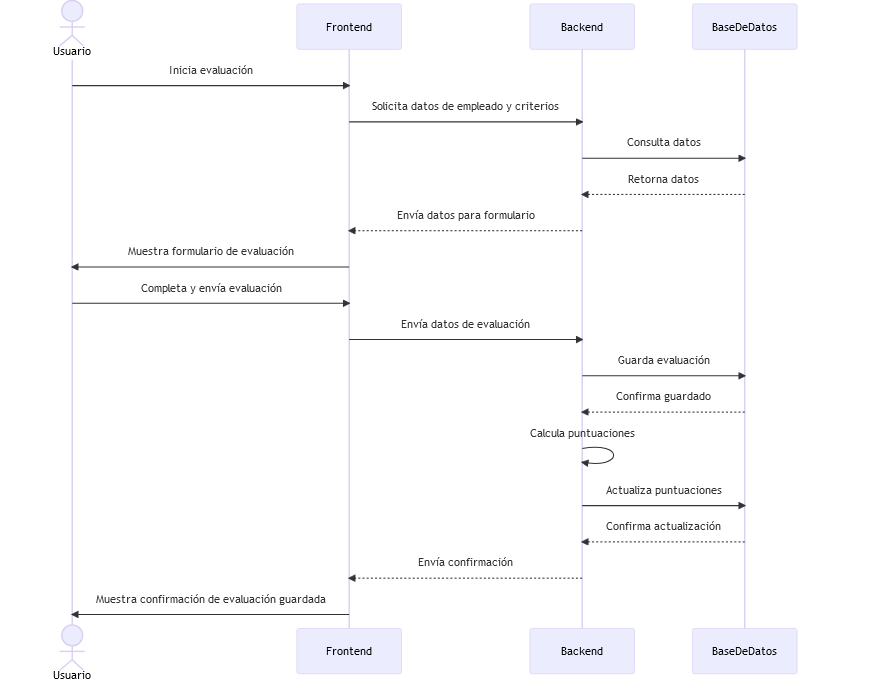 Usuario
Frontend
Backend
BaseDeDatos
Inicia evaluación
Solicita datos de empleado y criterios
Consulta datos
Retorna datos
Envía datos para formulario
Muestra formulario de evaluación
Completa y envía evaluación
Envía datos de evaluación
Guarda evaluación
Confirma guardado
Calcula puntuaciones
Actualiza puntuaciones
Confirma actualización
Envía confirmación
Muestra confirmación de evaluación guardada
Usuario
Frontend
Backend
BaseDeDatos